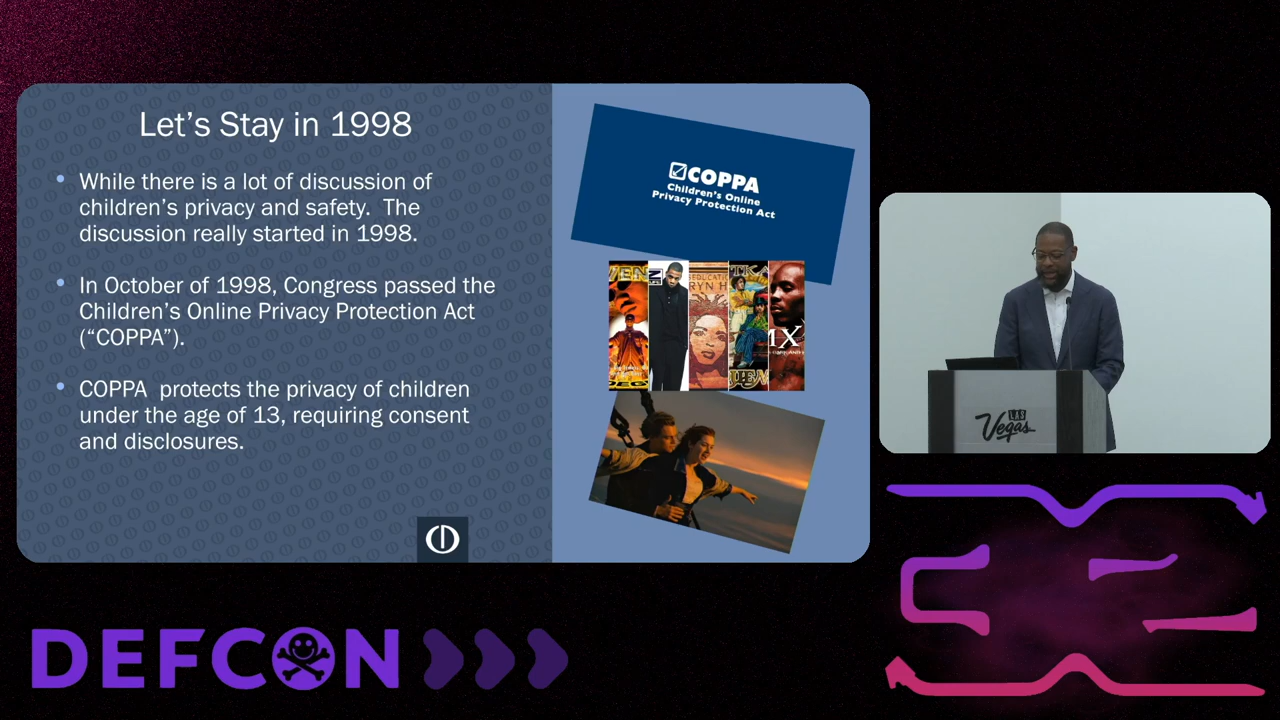 Let's Stay in 1998
• While there is a lot of discussion of
children's privacy and safety.  The
discussion really started in 1998.
• In October of 1998, Congress passed the
Children's Online Privacy Protection Act
("COPPA").
• COPPA  protects the privacy of children
under the age of 13, requiring consent
and disclosures.
COPPA
Children's Online
Privacy Protection Act
RYN H
LAS
Vegas
DEFCON